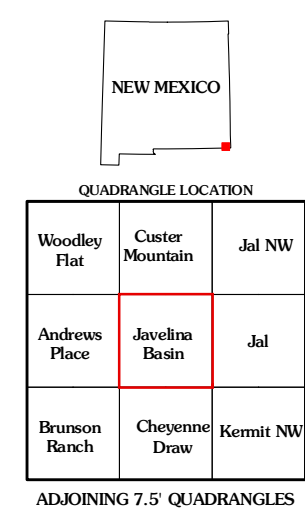 NEW MEXICO
QUADRANGLE LOCATION
Woodley
Flat
Custer
Mountain
Jal NW
Andrews
Place
Javelina
Basin
Jal
Brunson
Ranch
Cheyenne
Draw
Kermit NW
ADJOINING 7.5' QUADRANGLES